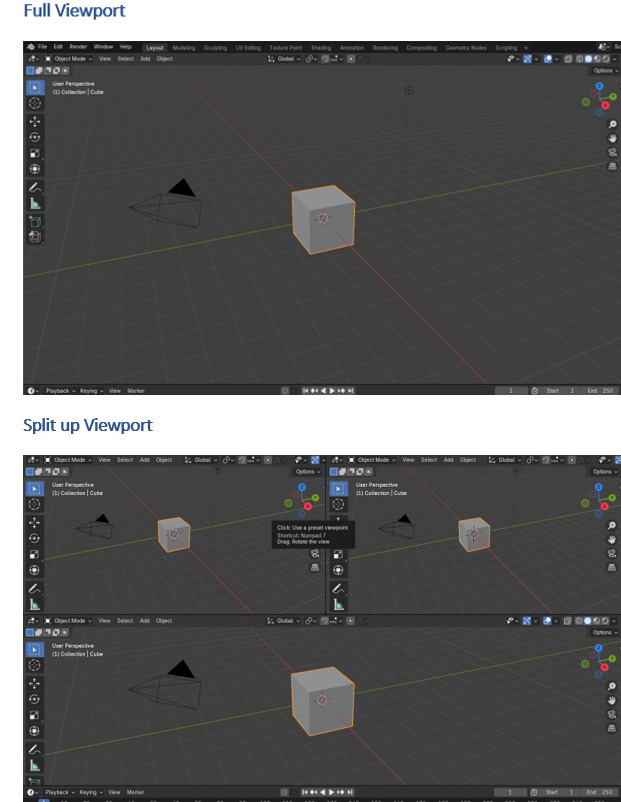 Full Viewport
File Edit Render Window Help Layout Modeling Sculpting UV Editing Texture Paint Shading Animation Rendering Compositing Geometry Nodes Scripting + Sc
Object Mode View Select Add Object Global
Options
User Perspective
(1) Collection | Cube
Z
Y
X
Playback Keying View Marker 1 Start 1 End 250
Split up Viewport
Object Mode View Select Add Object Global Object Mode View Select Add Object Global
Options Options
User Perspective User Perspective
(1) Collection | Cube (1) Collection | Cube
Z Z
Y Y
X X
Click: Use a preset viewpoint
Shortcut: Numpad 7
Drag: Rotate the view
Object Mode View Select Add Object Global
Options
User Perspective
(1) Collection | Cube
Z
Y
X
Playback Keying View Marker 1 Start 1 End 250